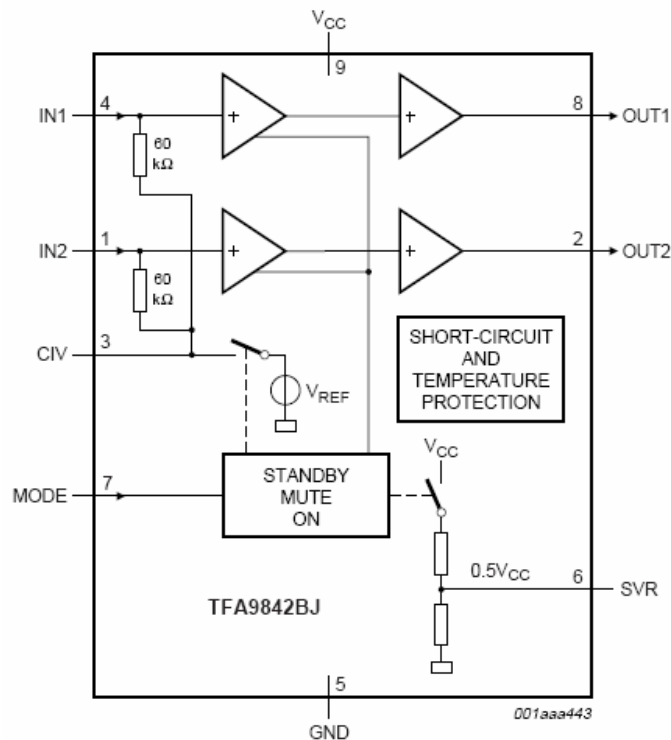 VCC
9
IN1
4
60
kΩ
8
OUT1
IN2
1
60
kΩ
2
OUT2
CIV
3
VREF
SHORT-CIRCUIT
AND
TEMPERATURE
PROTECTION
MODE
7
STANDBY
MUTE
ON
VCC
0.5VCC
6
SVR
TFA9842BJ
5
GND
001aaa443
+
+
+
+